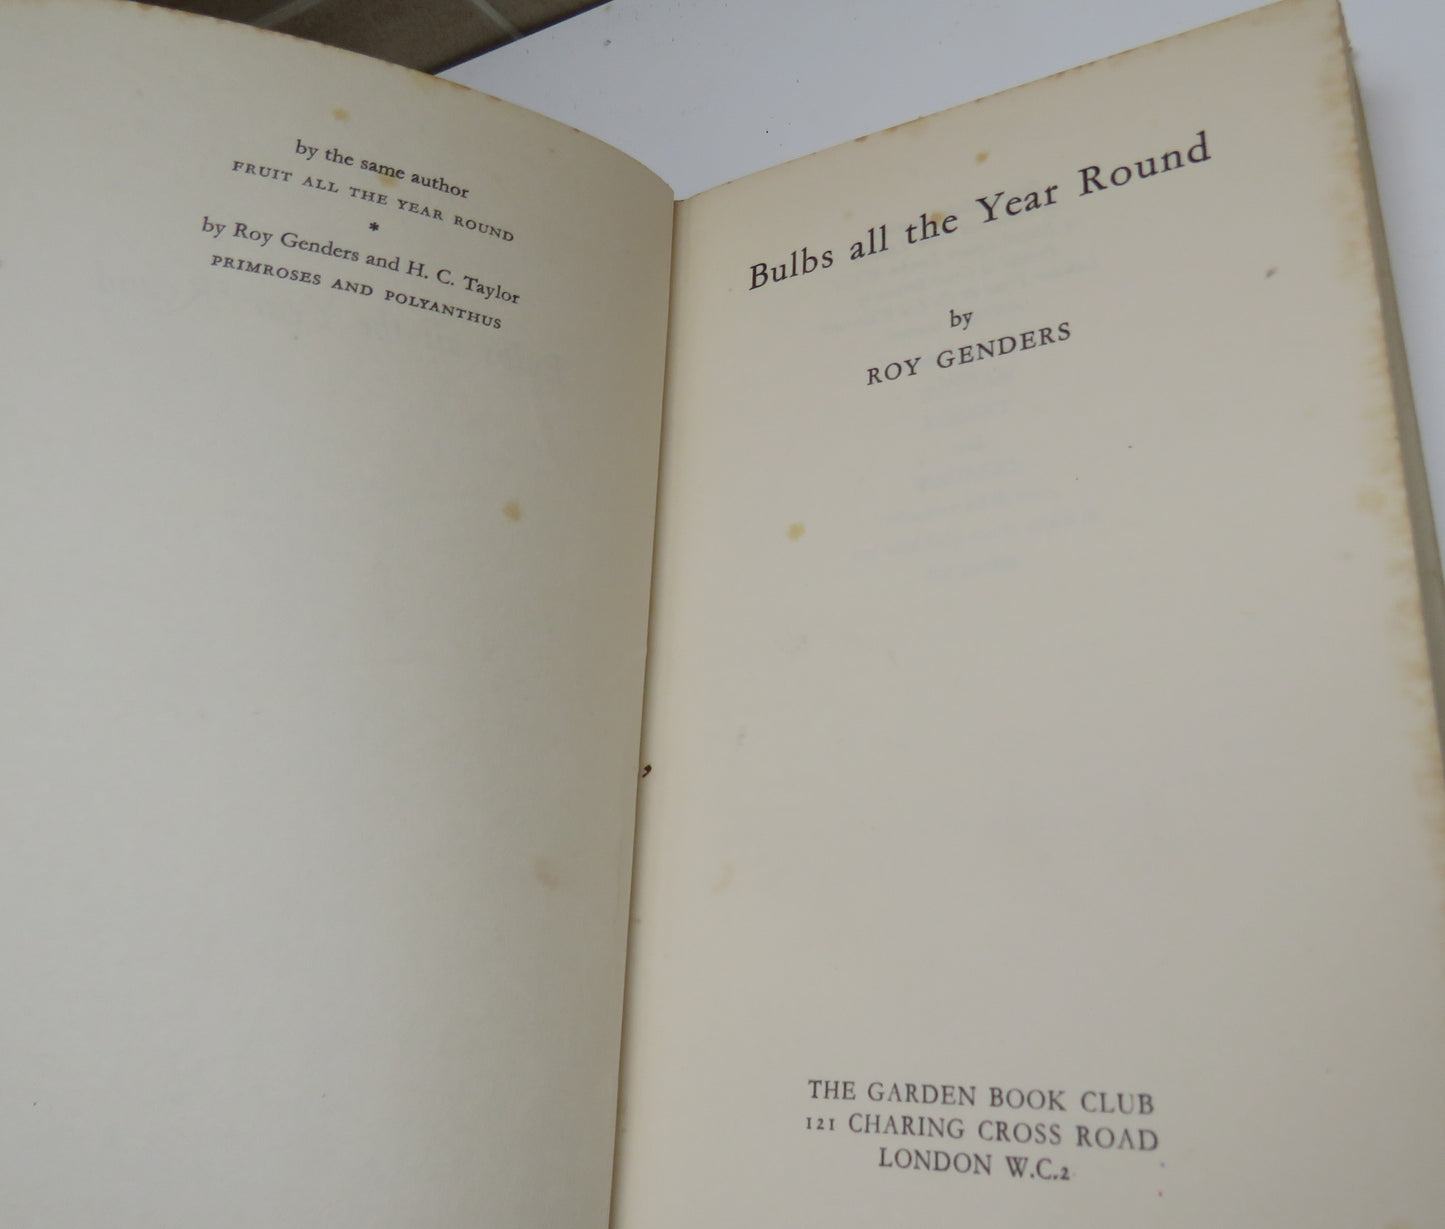 by the same author
FRUIT ALL THE YEAR ROUND
*
by Roy Genders and H. C. Taylor
PRIMROSES AND POLYANTHUS
Bulbs all the Year Round
by
ROY GENDERS
THE GARDEN BOOK CLUB
121 CHARING CROSS ROAD
LONDON W.C.2